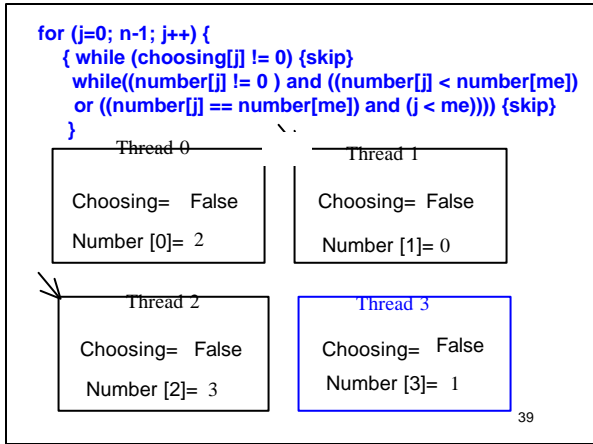 for (j=0; n-1; j++) {
{ while (choosing[j] != 0) {skip}
while((number[j] != 0 ) and ((number[j] < number[me])
or ((number[j] == number[me]) and (j < me)))) {skip}
}
Thread 0
Choosing= False
Number [0]= 2
Thread 1
Choosing= False
Number [1]= 0
Thread 2
Choosing= False
Number [2]= 3
Thread 3
Choosing= False
Number [3]= 1
39